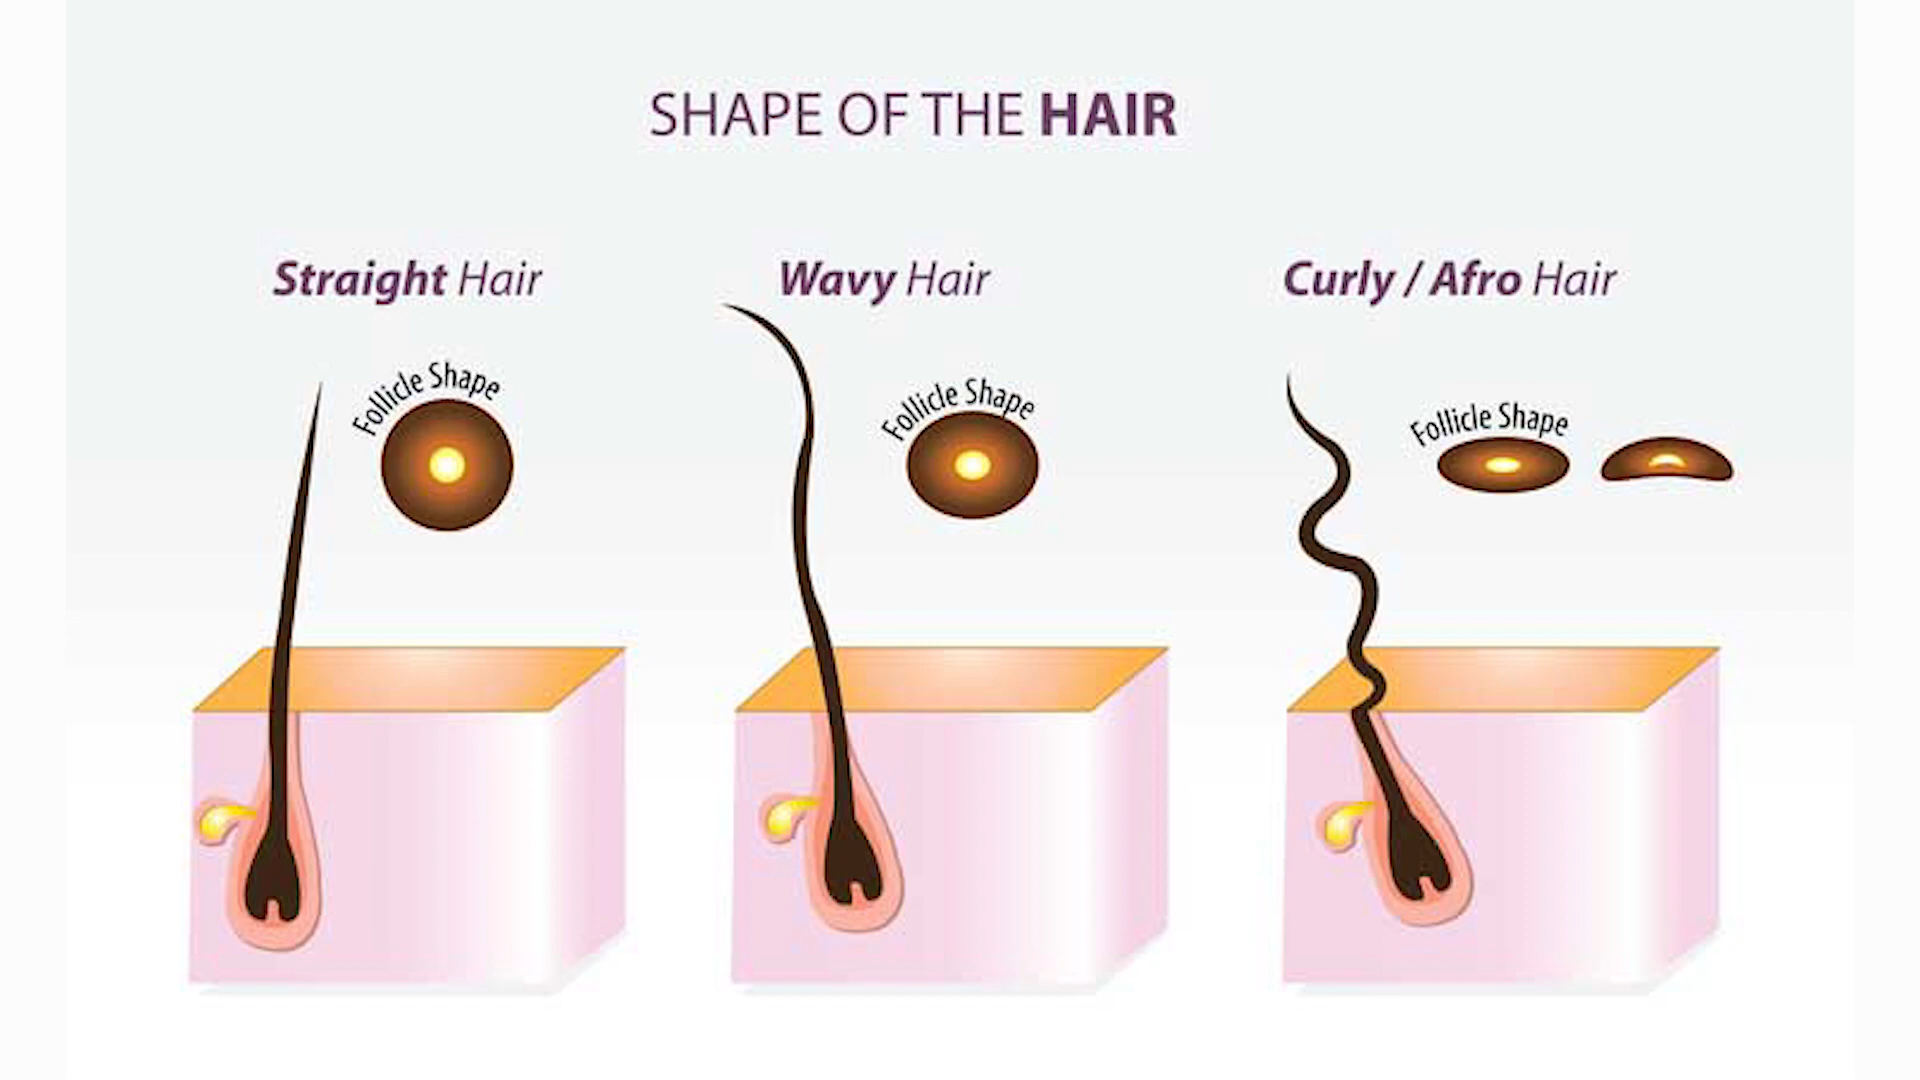 SHAPE OF THE HAIR
Straight Hair
Wavy Hair
Curly / Afro Hair
Follicle Shape
Follicle Shape
Follicle Shape